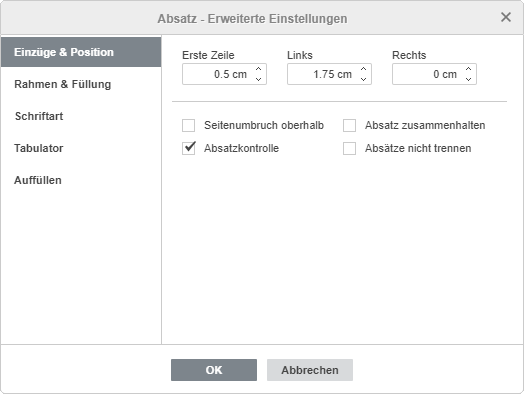 Absatz - Erweiterte Einstellungen
Einzüge & Position
Rahmen & Füllung
Schriftart
Tabulator
Auffüllen
Erste Zeile Links Rechts
0.5 cm 1.75 cm 0 cm
Seitenumbruch oberhalb Absatz zusammenhalten
Absatzkontrolle Absätze nicht trennen
OK Abbrechen